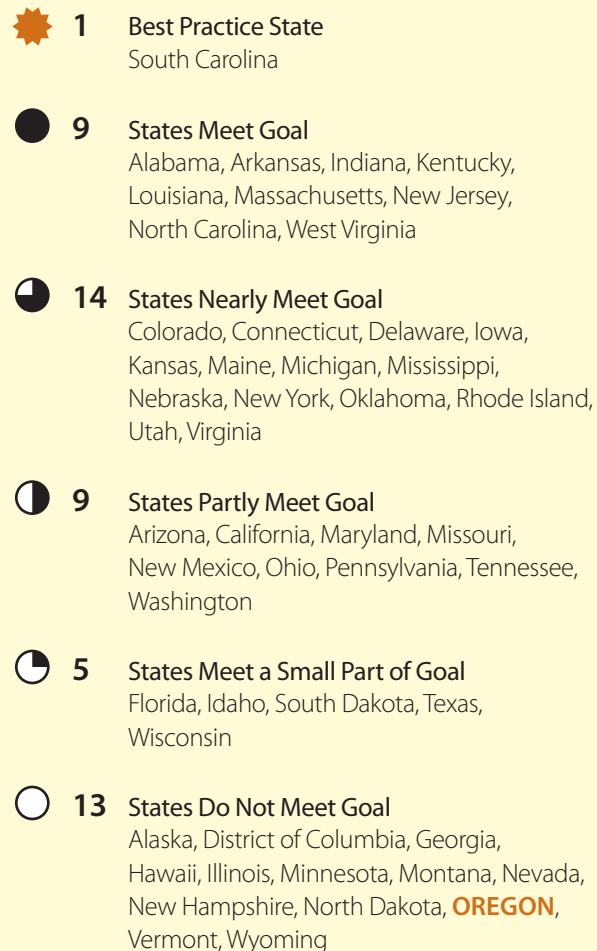 1 Best Practice State
South Carolina
9 States Meet Goal
Alabama, Arkansas, Indiana, Kentucky,
Louisiana, Massachusetts, New Jersey,
North Carolina, West Virginia
14 States Nearly Meet Goal
Colorado, Connecticut, Delaware, Iowa,
Kansas, Maine, Michigan, Mississippi,
Nebraska, New York, Oklahoma, Rhode Island,
Utah, Virginia
9 States Partly Meet Goal
Arizona, California, Maryland, Missouri,
New Mexico, Ohio, Pennsylvania, Tennessee,
Washington
5 States Meet a Small Part of Goal
Florida, Idaho, South Dakota, Texas,
Wisconsin
13 States Do Not Meet Goal
Alaska, District of Columbia, Georgia,
Hawaii, Illinois, Minnesota, Montana, Nevada,
New Hampshire, North Dakota, OREGON,
Vermont, Wyoming